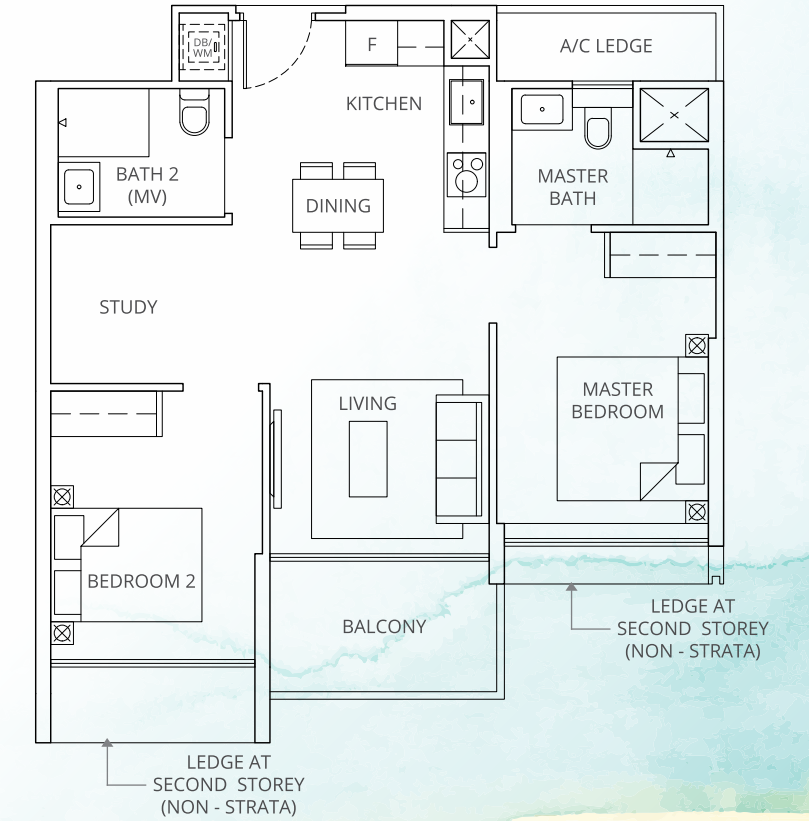 DB/
WM
F
A/C LEDGE
KITCHEN
BATH 2
(MV)
MASTER
BATH
DINING
STUDY
LIVING
MASTER
BEDROOM
BEDROOM 2
BALCONY
LEDGE AT
SECOND STOREY
(NON - STRATA)
LEDGE AT
SECOND STOREY
(NON - STRATA)